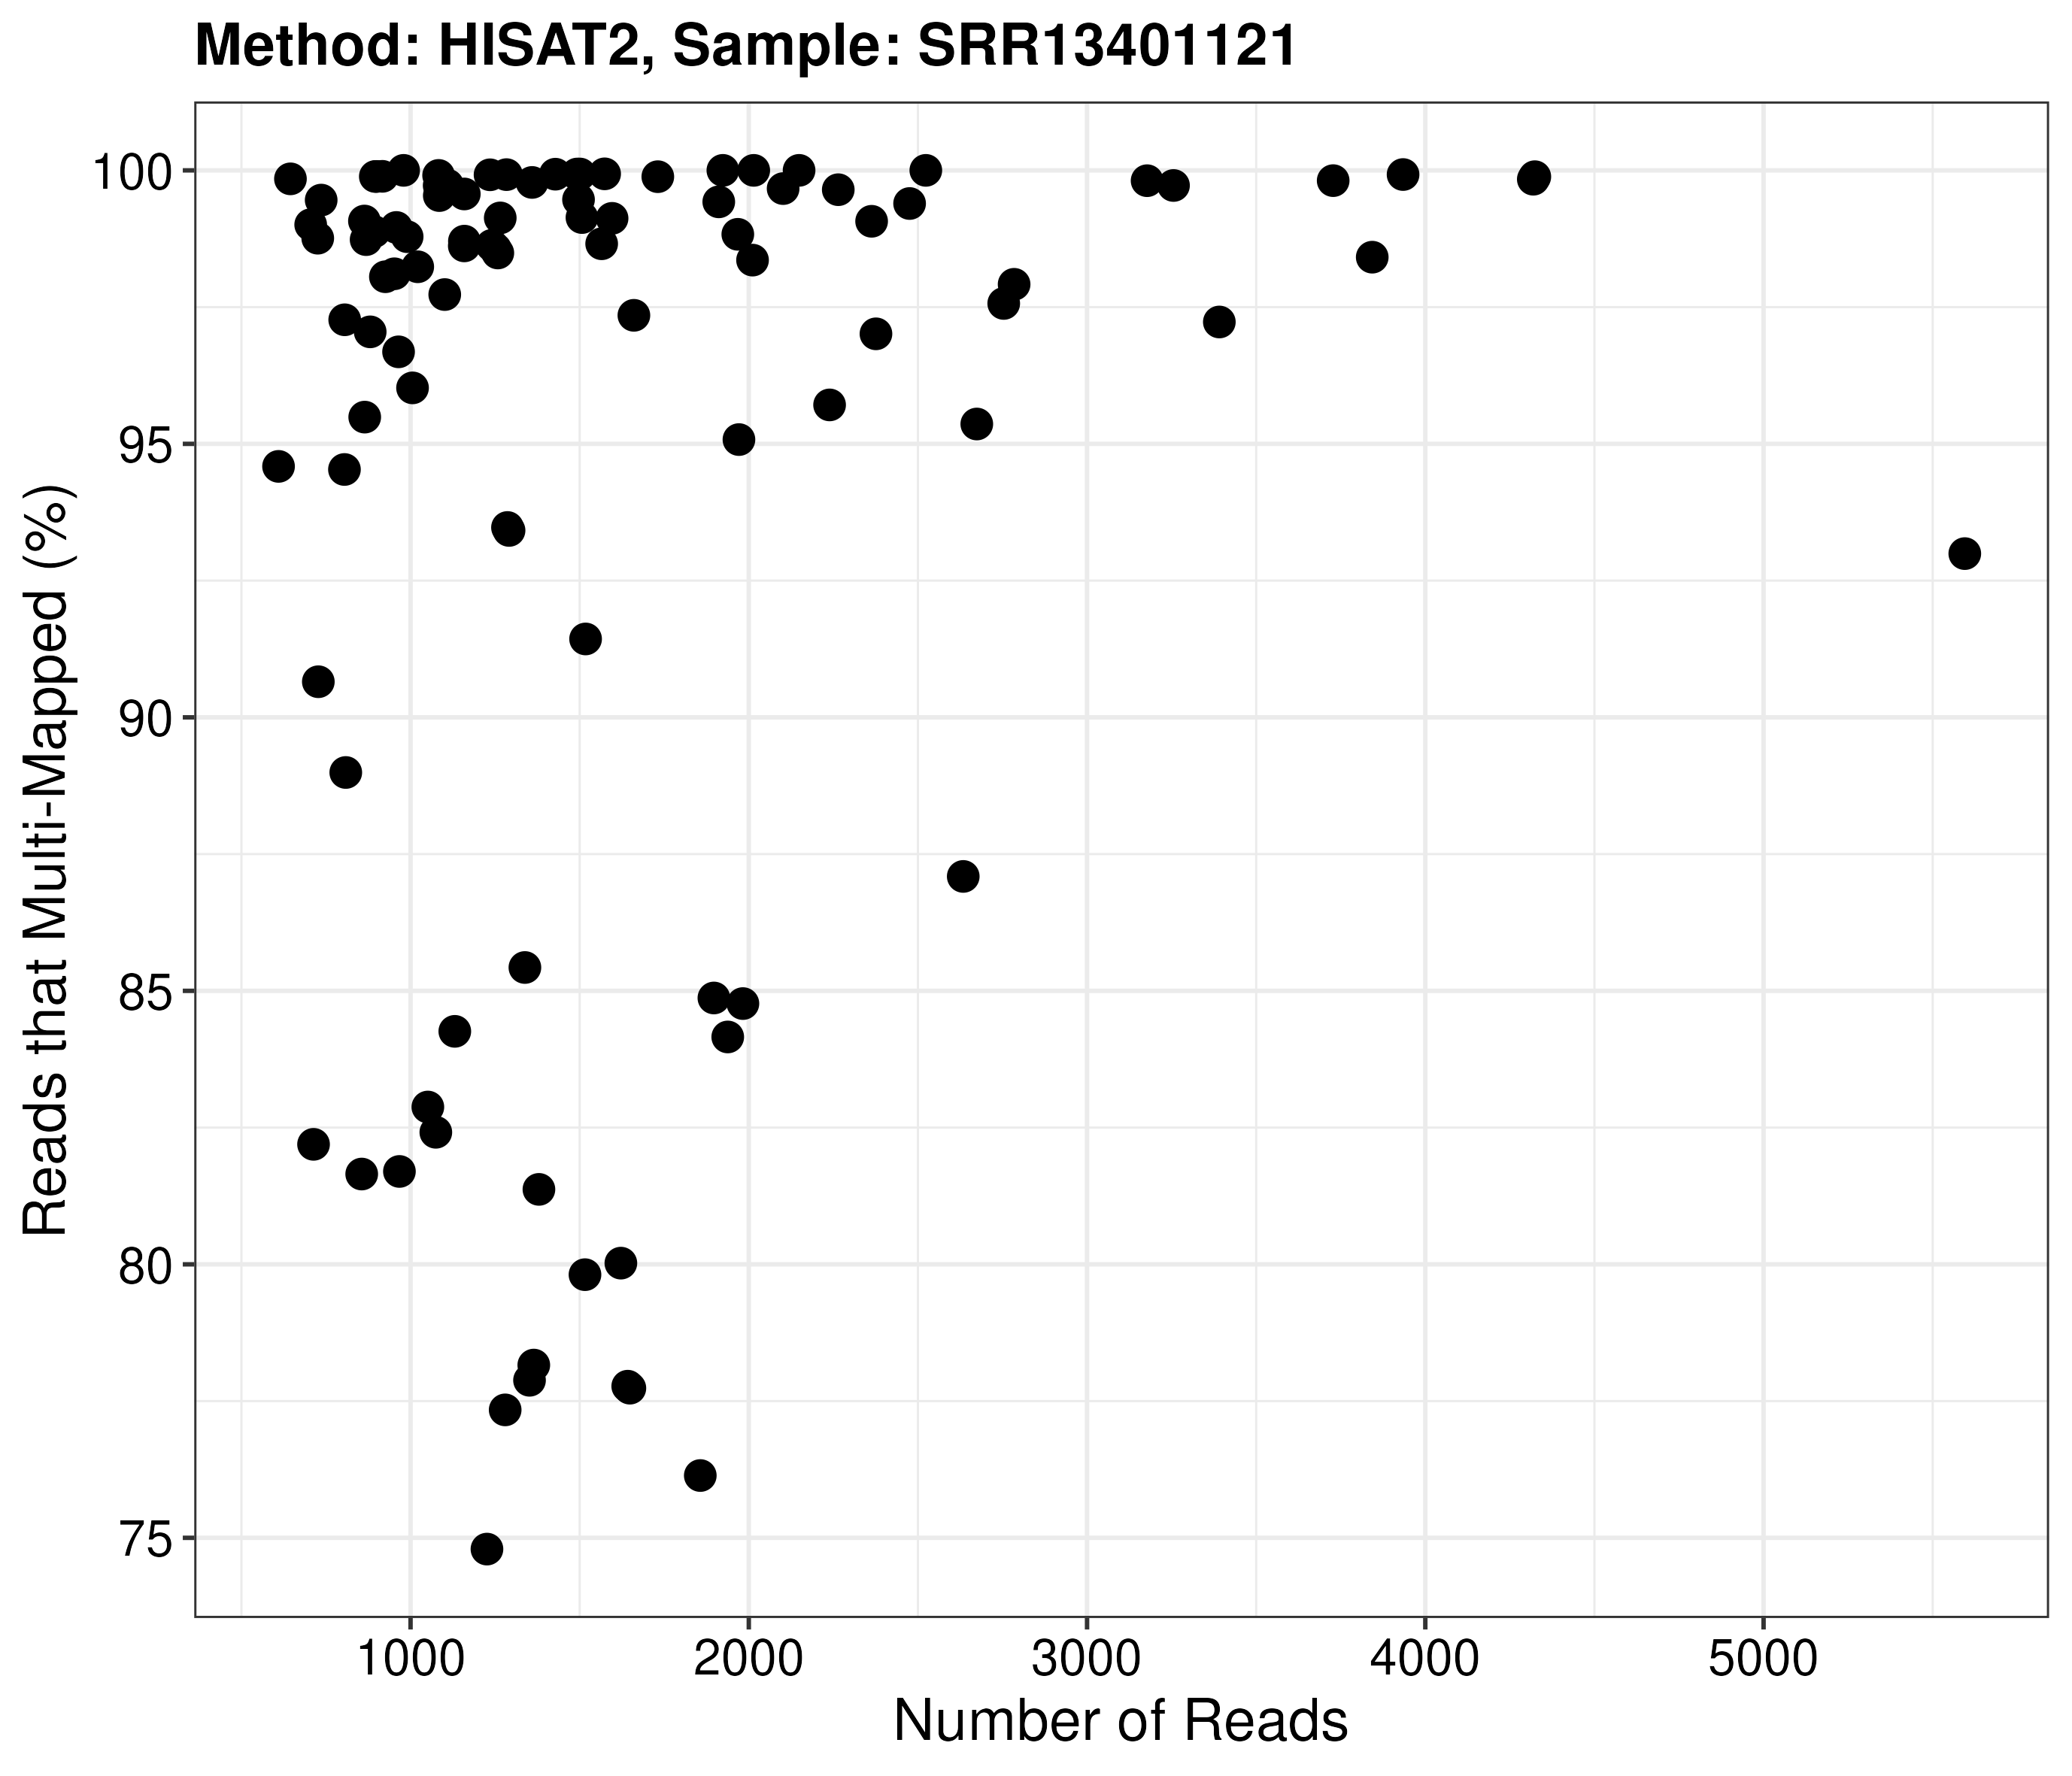 Method: HISAT2, Sample: SRR13401121
Reads that Multi-Mapped (%)
100
95
90
85
80
75
1000 2000 3000 4000 5000
Number of Reads